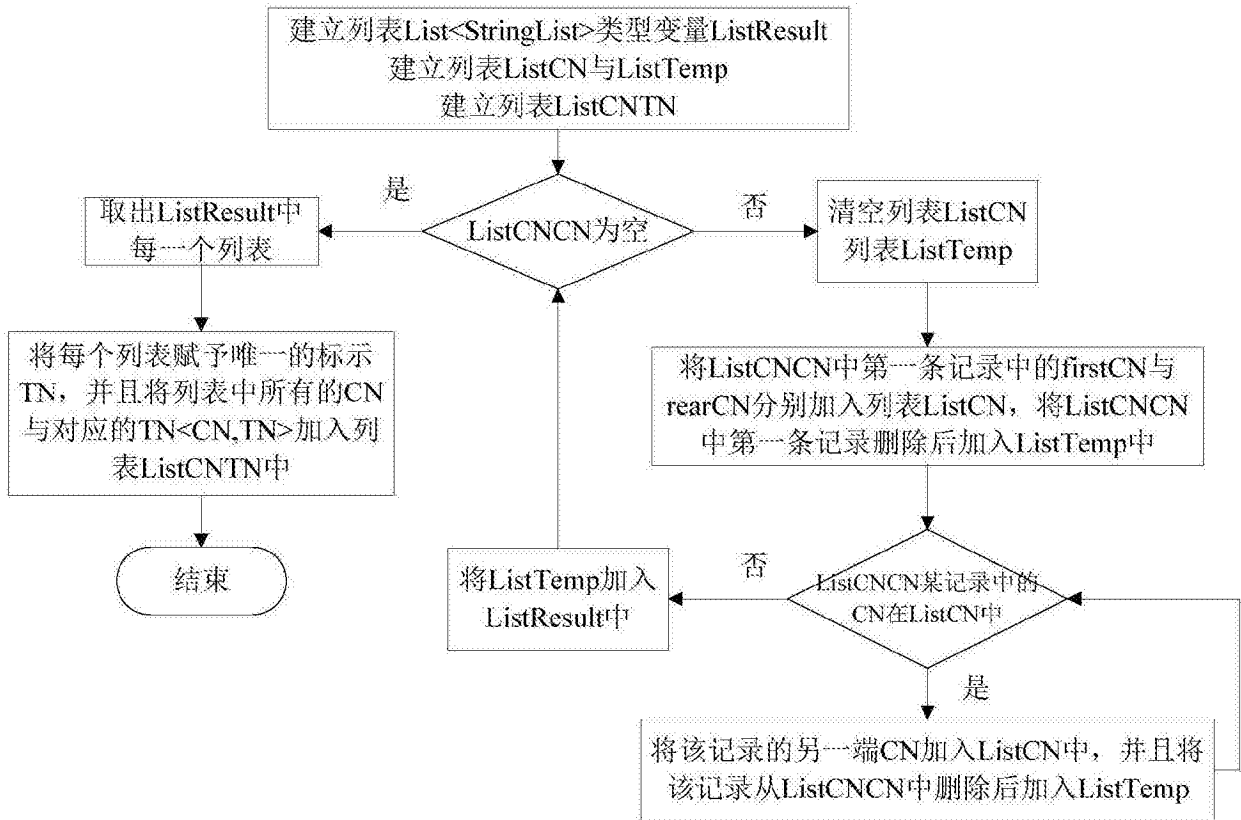 建立列表List<StringList>类型变量ListResult
建立列表ListCN与ListTemp
建立列表ListCNTN
是
ListCNCN为空
否
取出ListResult中
每一个列表
清空列表ListCN
列表ListTemp
将每个列表赋予唯一的标示
TN，并且将列表中所有的CN
与对应的TN<CN,TN>加入列
表ListCNTN中
将ListCNCN中第一条记录中的firstCN与
rearCN分别加入列表ListCN，将ListCNCN
中第一条记录删除后加入ListTemp中
结束
将ListTemp加入
ListResult中
否
ListCNCN某记录中的
CN在ListCN中
是
将该记录的另一端CN加入ListCN中，并且将
该记录从ListCNCN中删除后加入ListTemp